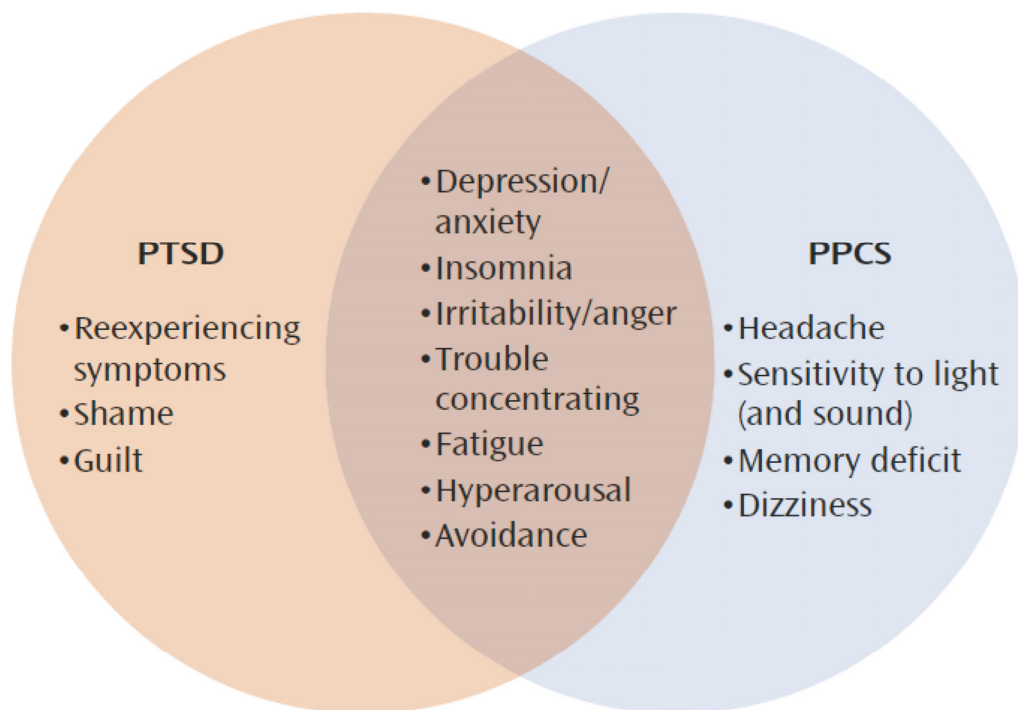 PTSD
•Reexperiencing
symptoms
•Shame
•Guilt
•Depression/
anxiety
•Insomnia
•Irritability/anger
•Trouble
concentrating
•Fatigue
•Hyperarousal
•Avoidance
PPCS
•Headache
•Sensitivity to light
(and sound)
•Memory deficit
•Dizziness